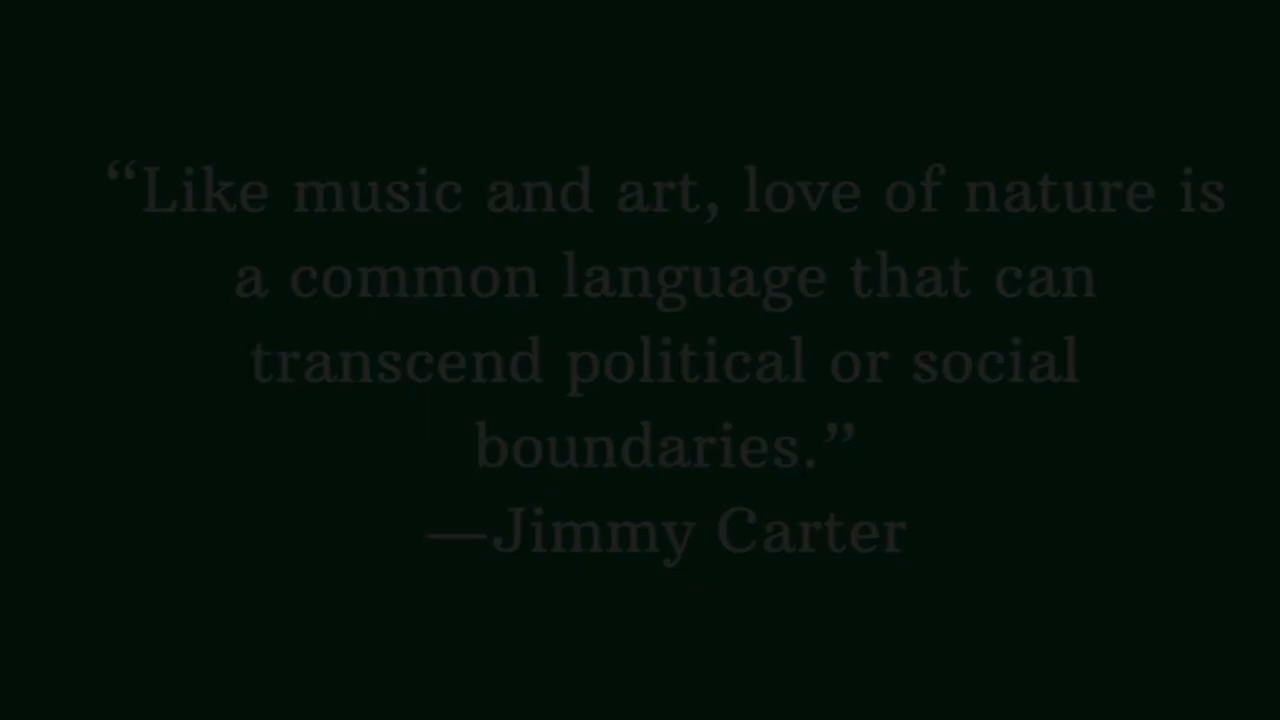 “Like music and art, love of nature is
a common language that can
transcend political or social
boundaries.”
—Jimmy Carter